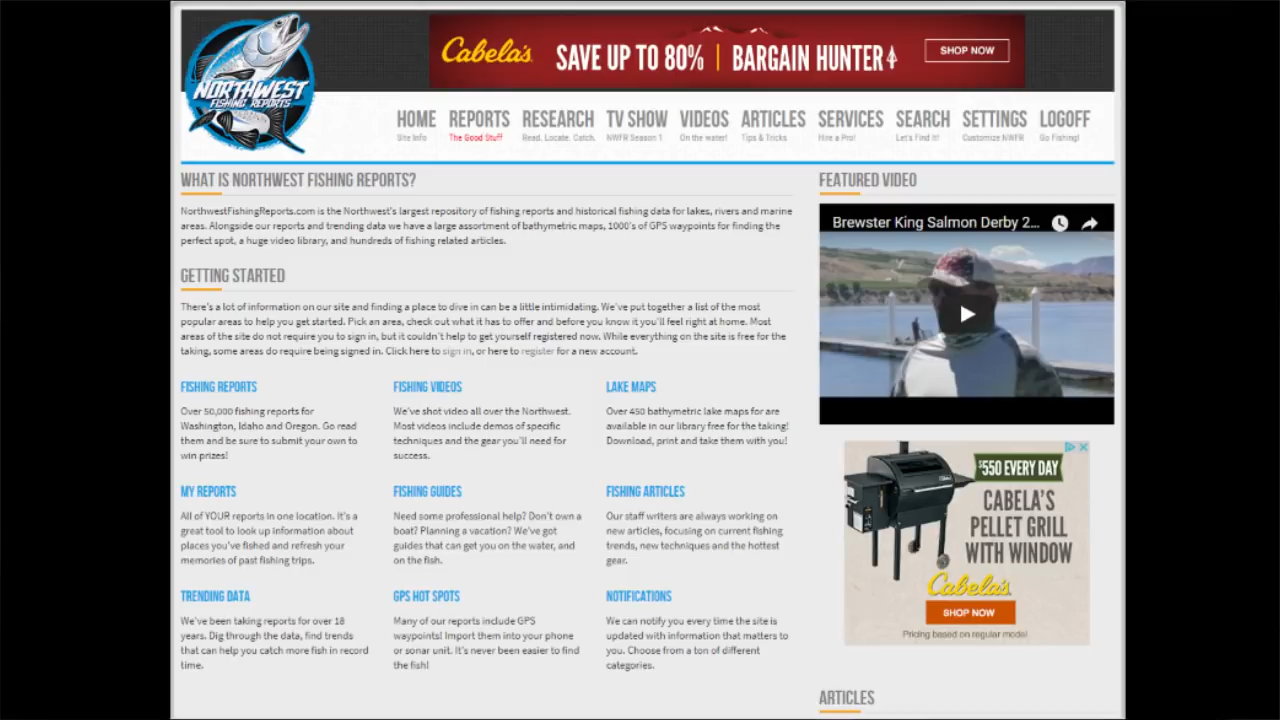 Cabela's SAVE UP TO 80% | BARGAIN HUNTER SHOP NOW
NORTHWEST
FISHING REPORTS
HOME REPORTS RESEARCH TV SHOW VIDEOS ARTICLES SERVICES SEARCH SETTINGS LOGOFF
Site Info The Good Stuff Read. Locate. Catch. NWFR Season 1 On the water! Tips & Tricks Hire a Pro! Let's Find It! Customize NWFR Go Fishing!
WHAT IS NORTHWEST FISHING REPORTS?
NorthwestFishingReports.com is the Northwest's largest repository of fishing reports and historical fishing data for lakes, rivers and marine
areas. Alongside our reports and trending data we have a large assortment of bathymetric maps, 1000's of GPS waypoints for finding the
perfect spot, a huge video library, and hundreds of fishing related articles.
GETTING STARTED
There's a lot of information on our site and finding a place to dive in can be a little intimidating. We've put together a list of the most
popular areas to help you get started. Pick an area, check out what it has to offer and before you know it you'll feel right at home. Most
areas of the site do not require you to sign in, but it couldn't help to get yourself registered now. While everything on the site is free for the
taking, some areas do require being signed in. Click here to sign in, or here to register for a new account.
FISHING REPORTS
Over 50,000 fishing reports for
Washington, Idaho and Oregon. Go read
them and be sure to submit your own to
win prizes!
FISHING VIDEOS
We've shot video all over the Northwest.
Most videos include demos of specific
techniques and the gear you'll need for
success.
LAKE MAPS
Over 450 bathymetric lake maps for are
available in our library free for the taking!
Download, print and take them with you!
MY REPORTS
All of YOUR reports in one location. It's a
great tool to look up information about
places you've fished and refresh your
memories of past fishing trips.
FISHING GUIDES
Need some professional help? Don't own a
boat? Planning a vacation? We've got
guides that can get you on the water, and
on the fish.
FISHING ARTICLES
Our staff writers are always working on
new articles, focusing on current fishing
trends, new techniques and the hottest
gear.
TRENDING DATA
We've been taking reports for over 18
years. Dig through the data, find trends
that can help you catch more fish in record
time.
GPS HOT SPOTS
Many of our reports include GPS
waypoints! Import them into your phone
or sonar unit. It's never been easier to find
the fish!
NOTIFICATIONS
We can notify you every time the site is
updated with information that matters to
you. Choose from a ton of different
categories.
FEATURED VIDEO
Brewster King Salmon Derby 2...
$550 EVERY DAY
CABELA'S
PELLET GRILL
WITH WINDOW
Cabela's
SHOP NOW
Pricing based on regular model
ARTICLES